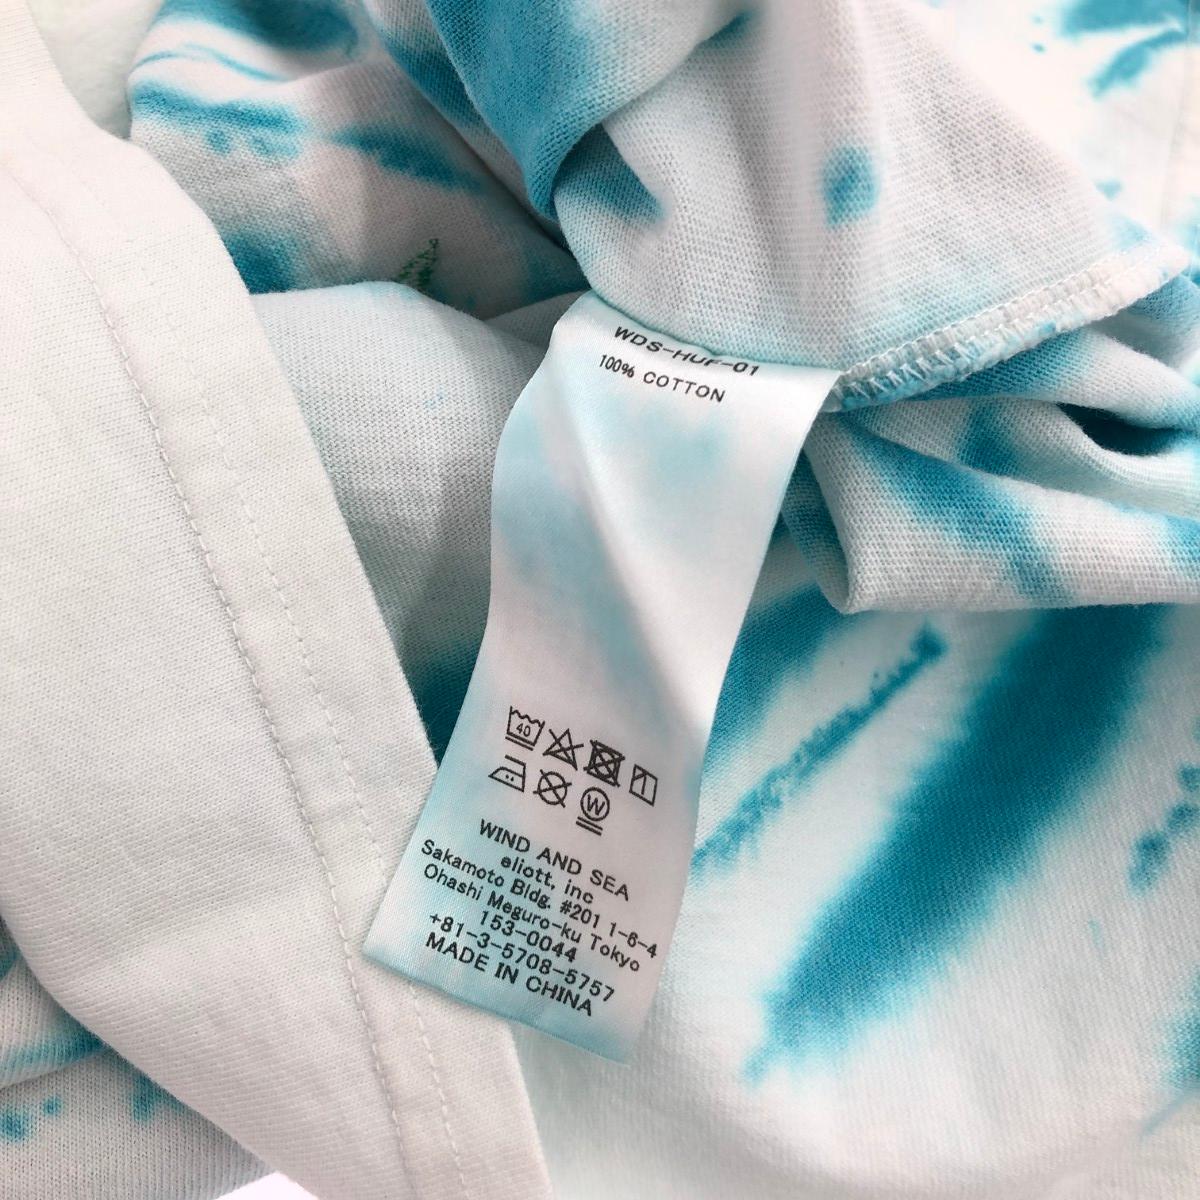 WDS-HUF-01
100% COTTON
40
W
WIND AND SEA
eliott, inc
Sakamoto Bldg. #201 1-6-4
Ohashi Meguro-ku Tokyo
153-0044
+81-3-5708-5757
MADE IN CHINA